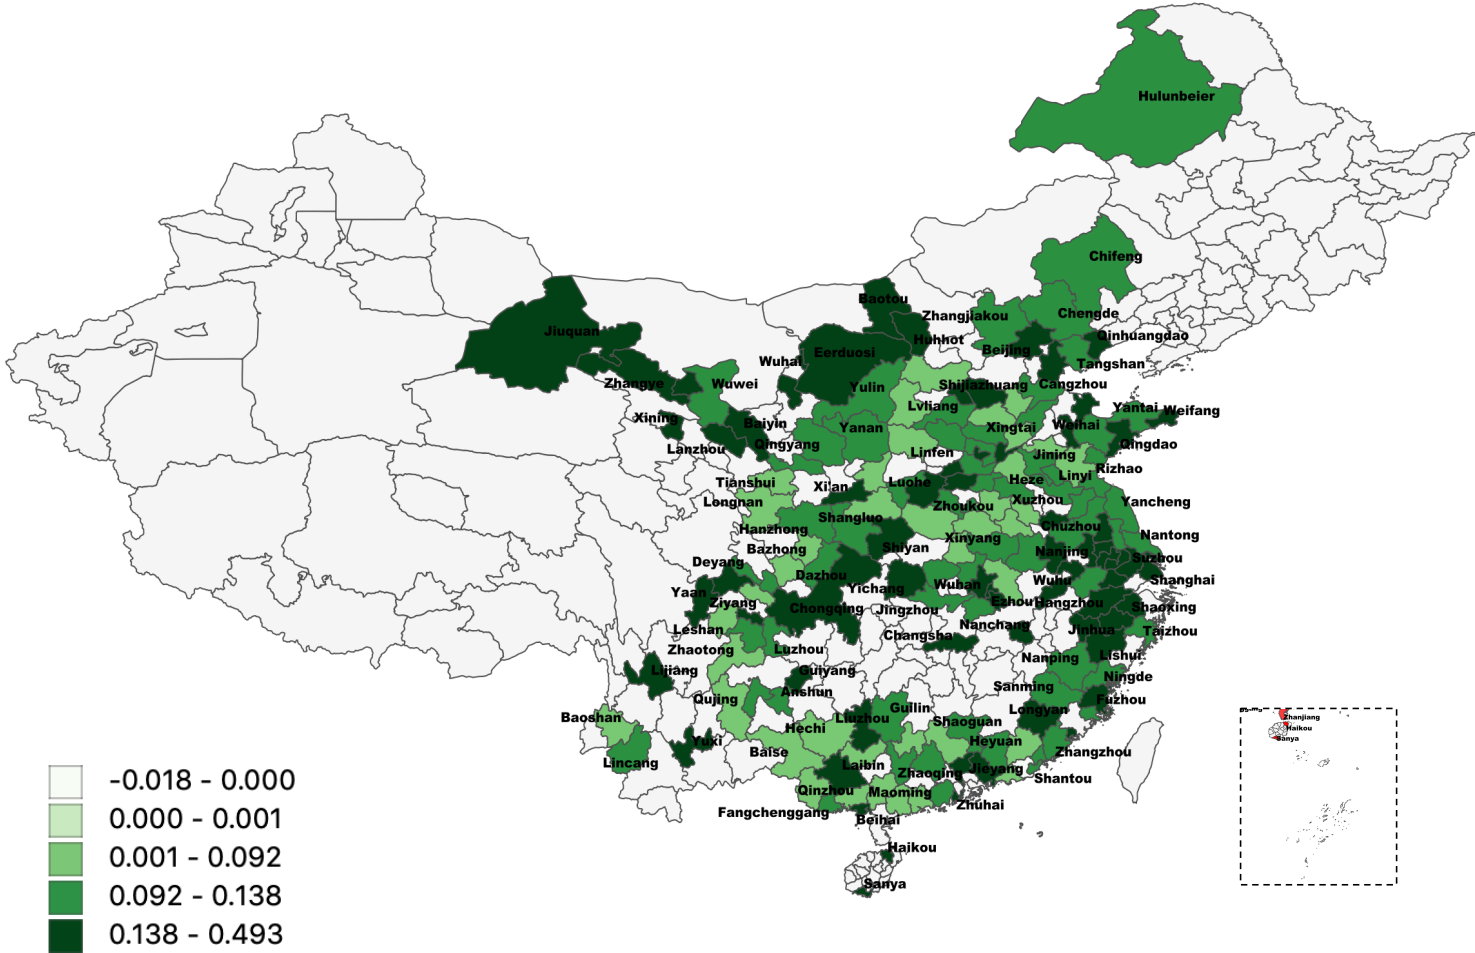 Hulunbeier
Chifeng
Baotou
Zhangjiakou
Chengde
Jiuquan
Huhhot
Qinhuangdao
Eerduosi
Beijing
Wuhai
Tangshan
Zhangye
Wuwei
Yulin
Shijiazhuang
Cangzhou
Lvliang
Yantai
Weifang
Xining
Baiyin
Yanan
Xingtai
Weihai
Lanzhou
Qingyang
Linfen
Jining
Qingdao
Rizhao
Tianshui
Xi'an
Luohe
Heze
Linyi
Longnan
Zhoukou
Xuzhou
Yancheng
Hanzhong
Shangluo
Chuzhou
Xinyang
Nantong
Bazhong
Shiyan
Nanjing
Suzhou
Deyang
Dazhou
Yichang
Wuhan
Wuhu
Shanghai
Yaan
Ziyang
Chongqing
Jingzhou
Ezhou
Hangzhou
Shaoxing
Leshan
Changsha
Nanchang
Jinhua
Taizhou
Zhaotong
Luzhou
Nanping
Lishui
Lijiang
Guiyang
Ningde
Qujing
Anshun
Sanming
Fuzhou
Baoshan
Liuzhou
Guilin
Longyan
Hechi
Shaoguan
Yuxi
Baise
Heyuan
Zhangzhou
Lincang
Laibin
Zhaoqing
Jieyang
Shantou
Qinzhou
Maoming
Zhuhai
Fangchenggang
Beihai
Haikou
Sanya
Zhanjiang
Haikou
Sanya
-0.018 - 0.000
0.000 - 0.001
0.001 - 0.092
0.092 - 0.138
0.138 - 0.493